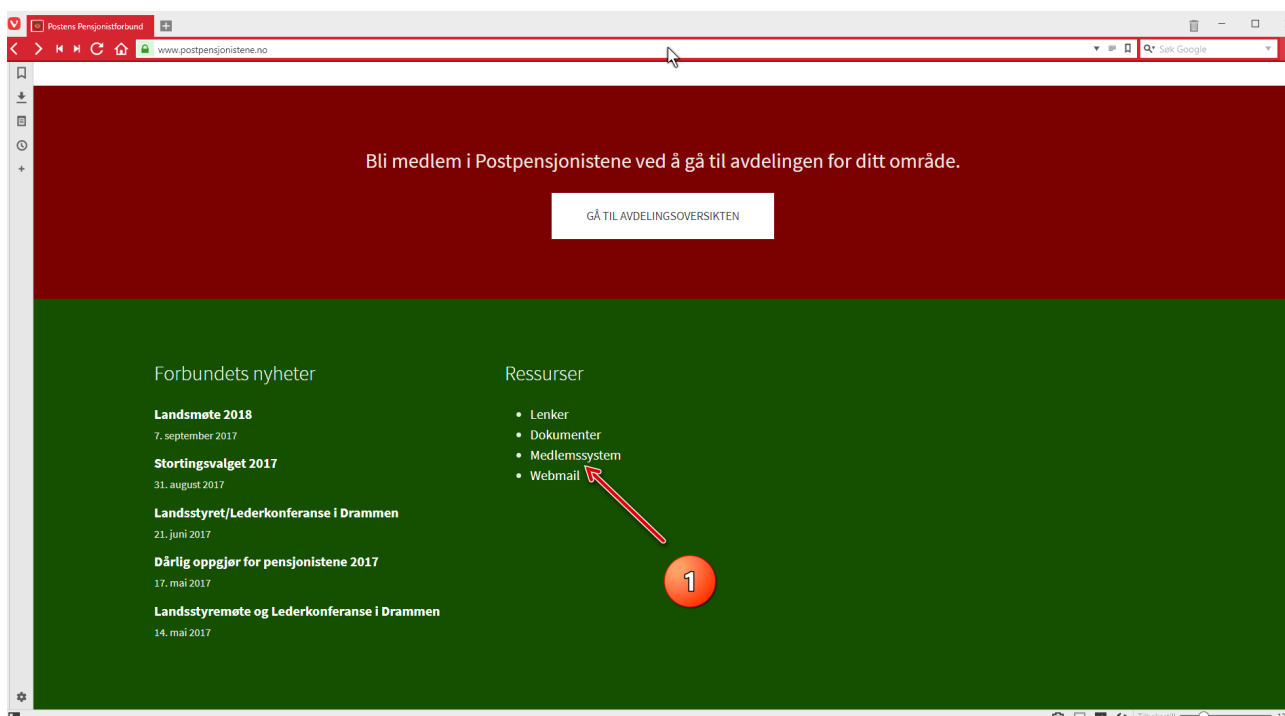 Postens Pensjonistforbund
www.postpensjonistene.no
Søk Google
Bli medlem i Postpensjonistene ved å gå til avdelingen for ditt område.
GÅ TIL AVDELINGSOVERSIKTEN
Forbundets nyheter
Landsmøte 2018
7. september 2017
Stortingsvalget 2017
31. august 2017
Landsstyret/Lederkonferanse i Drammen
21. juni 2017
Dårlig oppgjør for pensjonistene 2017
17. mai 2017
Landsstyremøte og Lederkonferanse i Drammen
14. mai 2017
Ressurser
Lenker
Dokumenter
Medlemssystem
Webmail
1